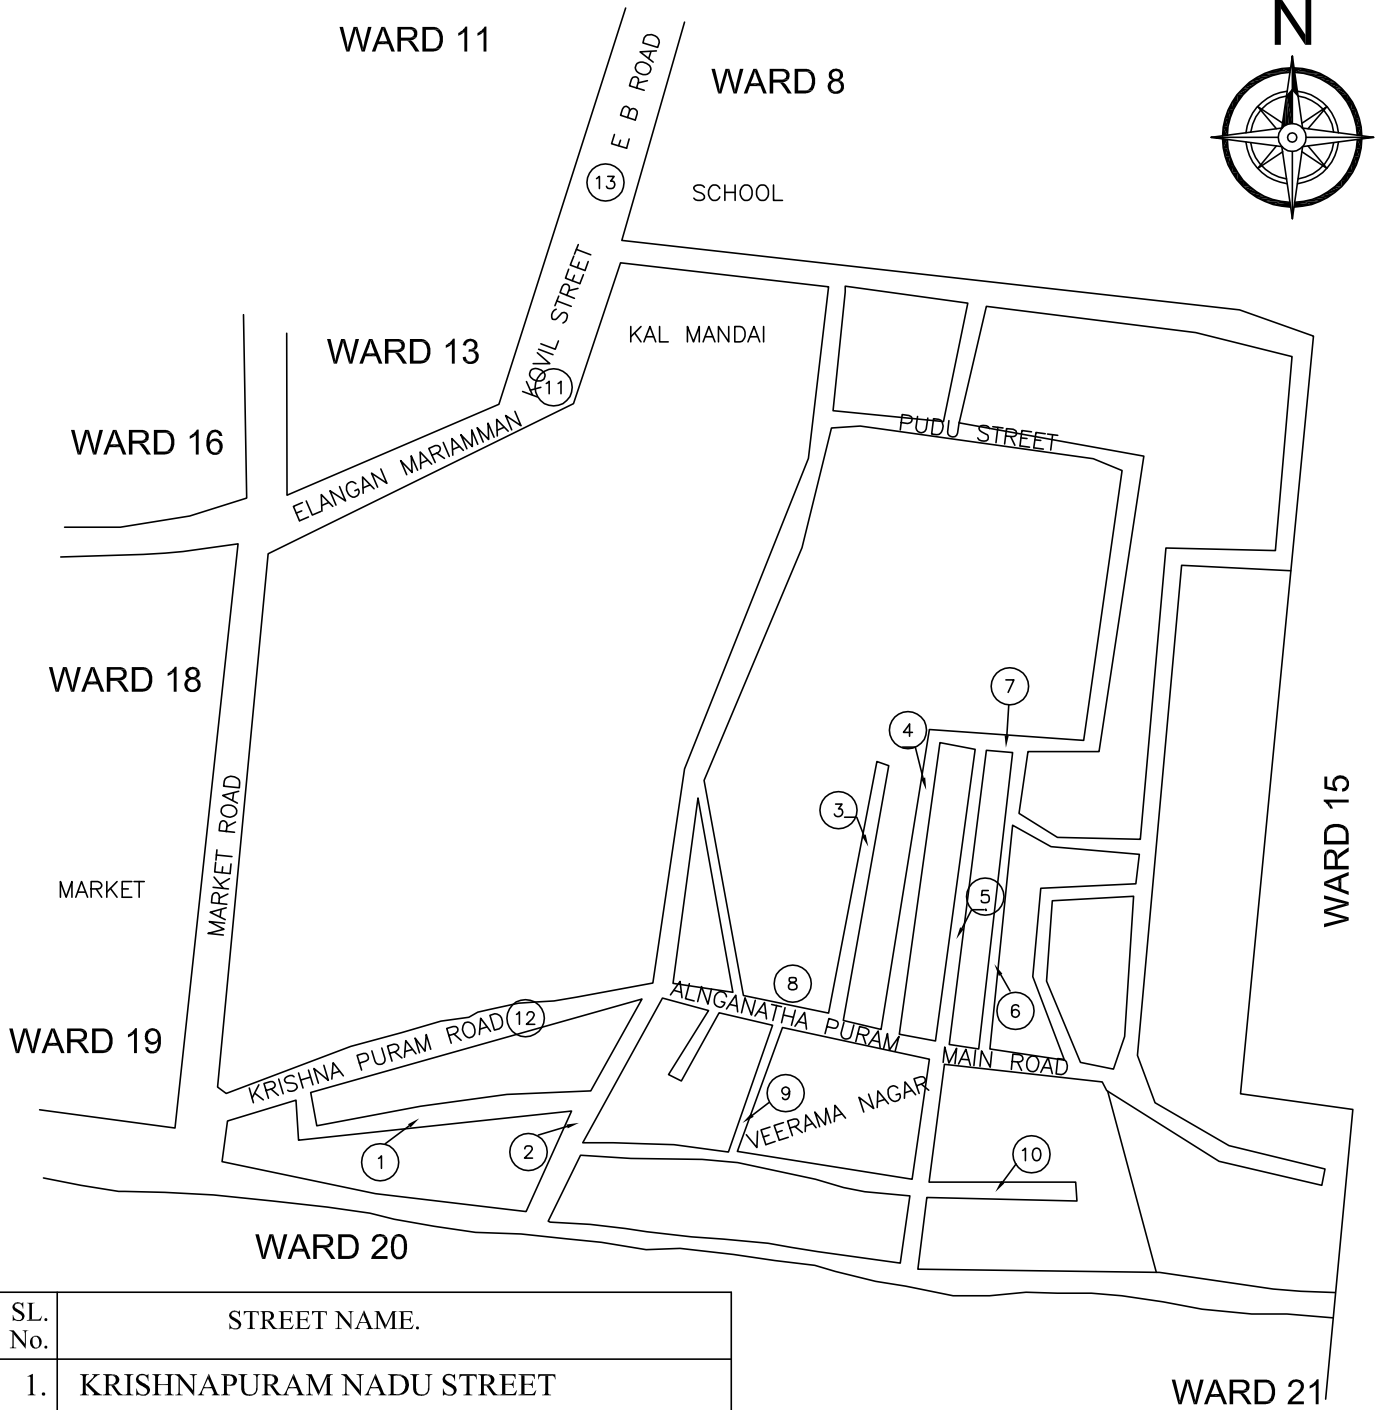 N
WARD 11
E B ROAD
WARD 8
13
SCHOOL
KOVIL STREET
KAL MANDAI
WARD 13
11
ELANGAN MARIAMMAN
WARD 16
PUDU STREET
WARD 18
7
4
3
MARKET ROAD
WARD 15
MARKET
5
8
ALNGANATHA PURAM MAIN ROAD
6
12
KRISHNA PURAM ROAD
WARD 19
9
VEERAMA NAGAR
1
2
10
WARD 20
SL. No.
STREET NAME.
1. KRISHNAPURAM NADU STREET
WARD 21